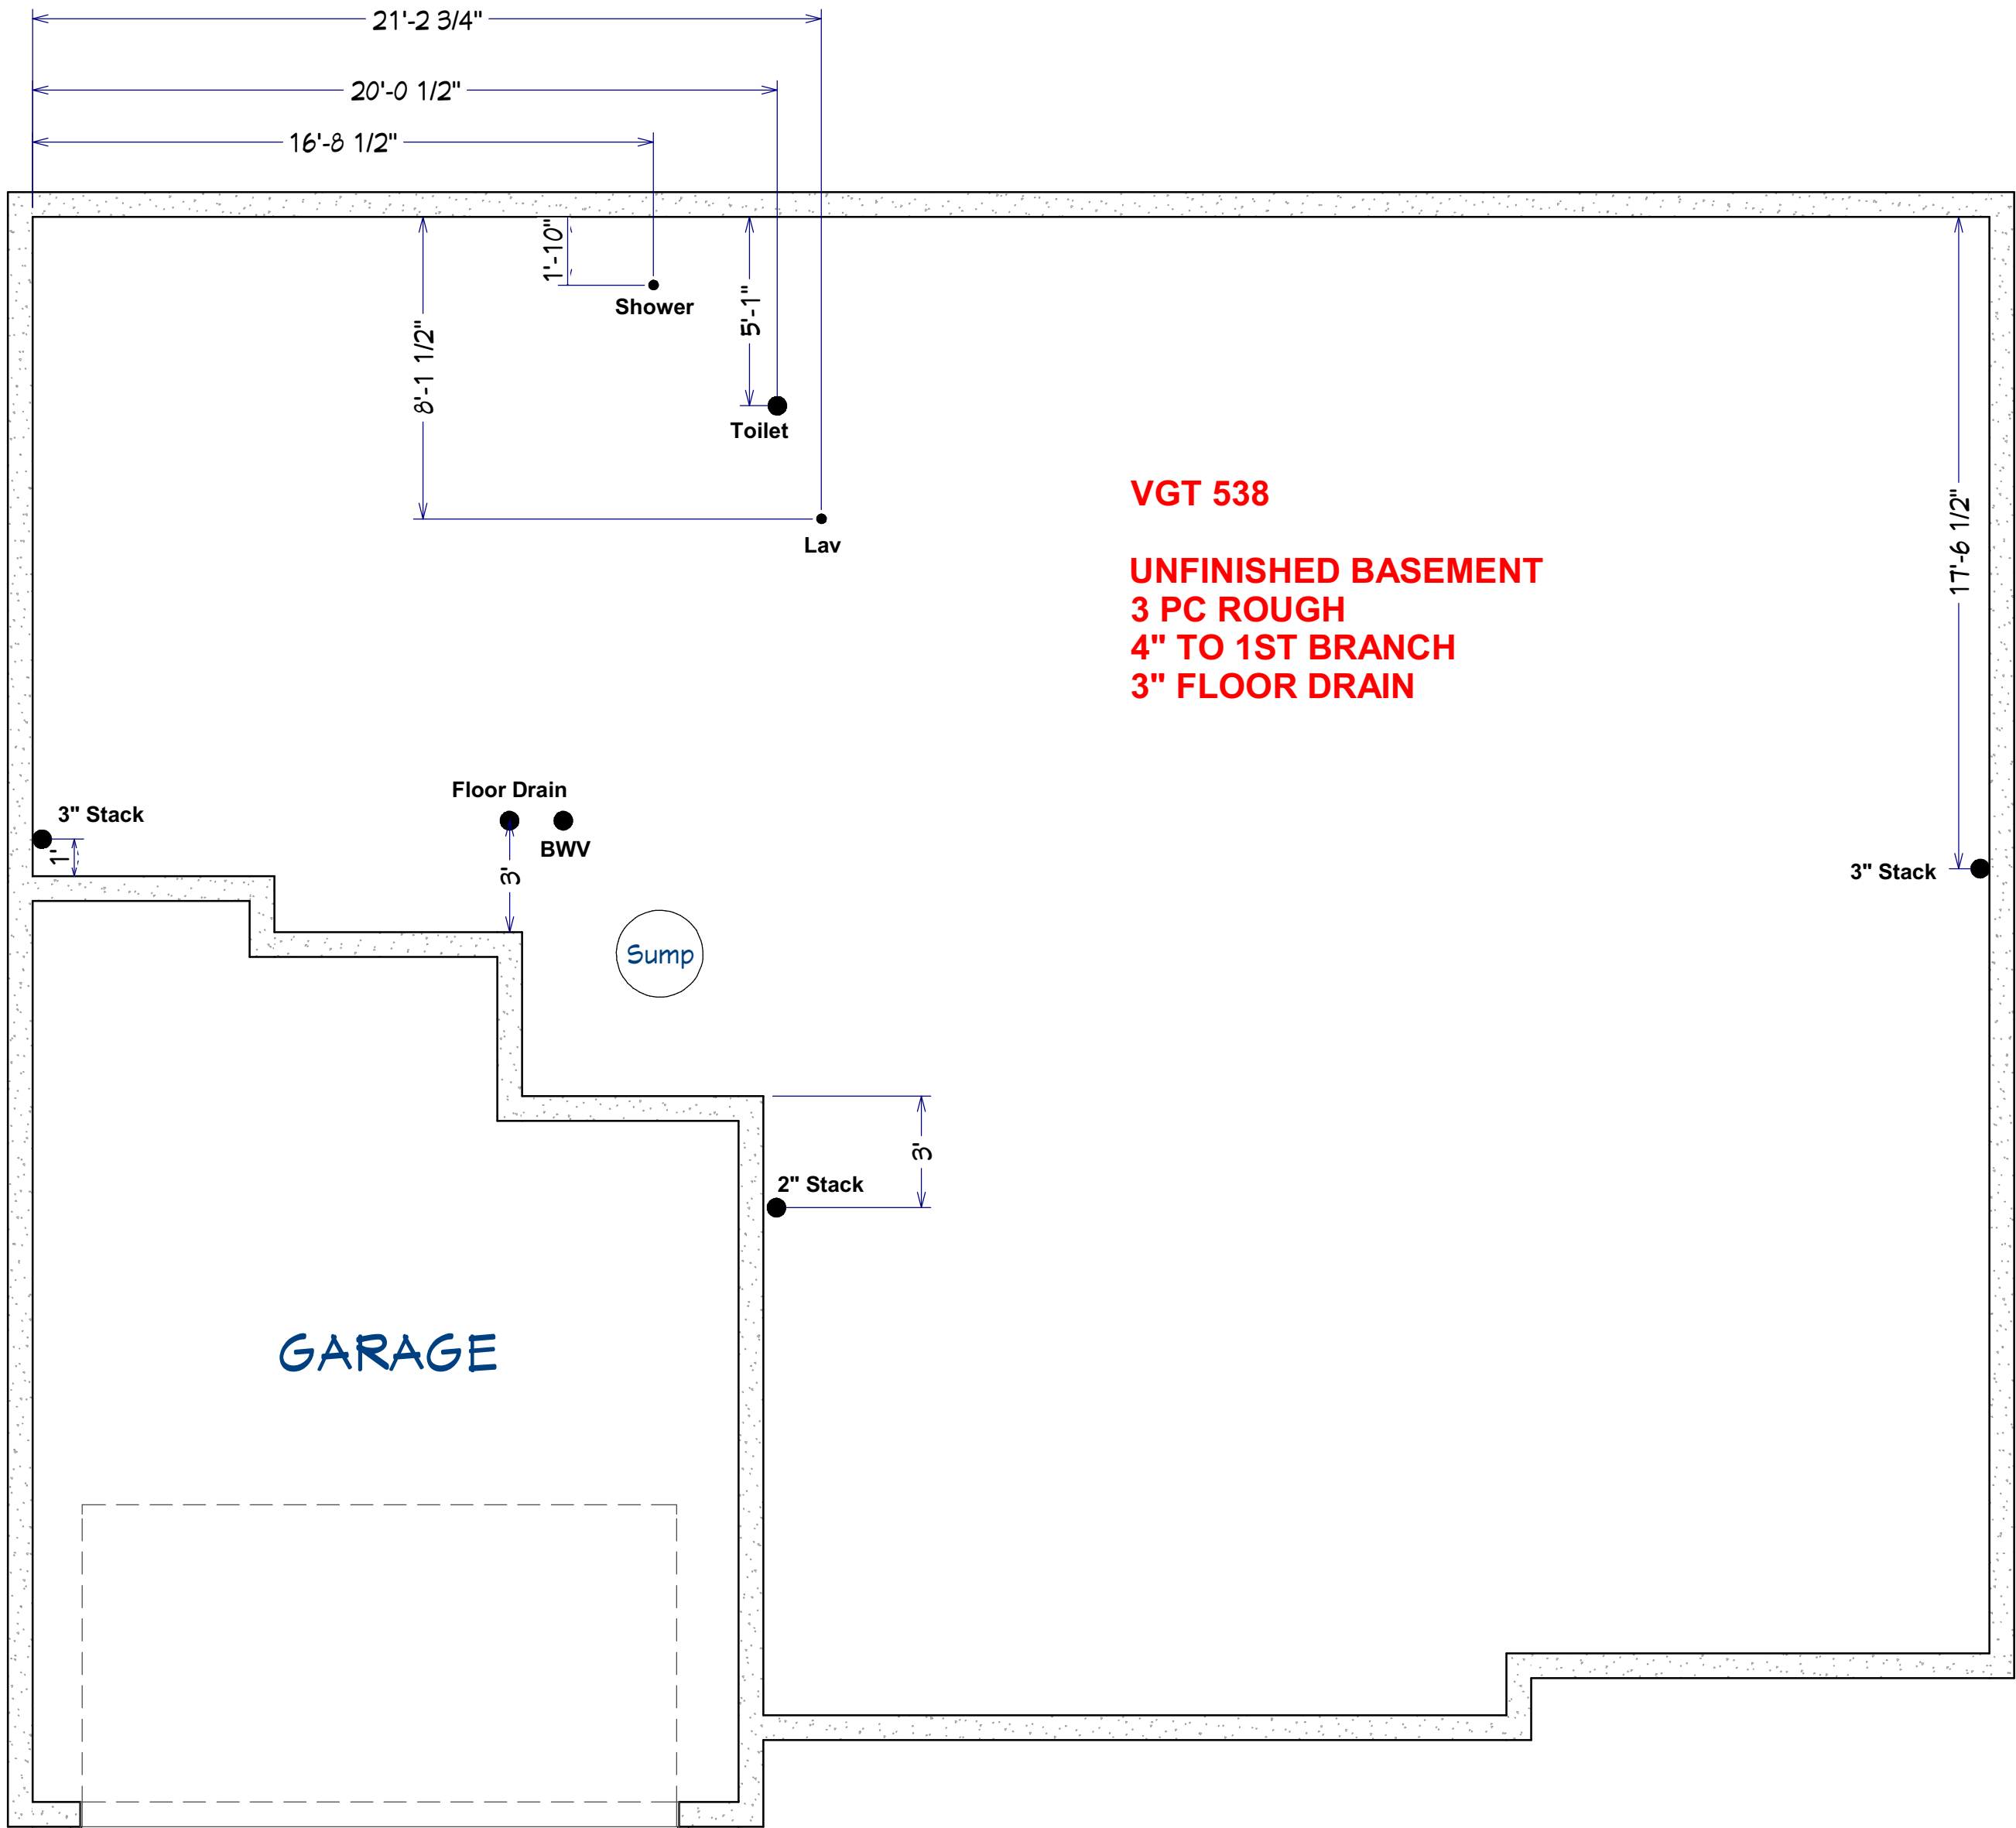 21'-2 3/4"
20'-0 1/2"
16'-8 1/2"
1'-10"
Shower
5'-1"
8'-1 1/2"
Toilet
Lav
VGT 538
UNFINISHED BASEMENT
3 PC ROUGH
4" TO 1ST BRANCH
3" FLOOR DRAIN
17'-6 1/2"
Floor Drain
3" Stack
BWV
1'
3'
3" Stack
Sump
3'
2" Stack
GARAGE